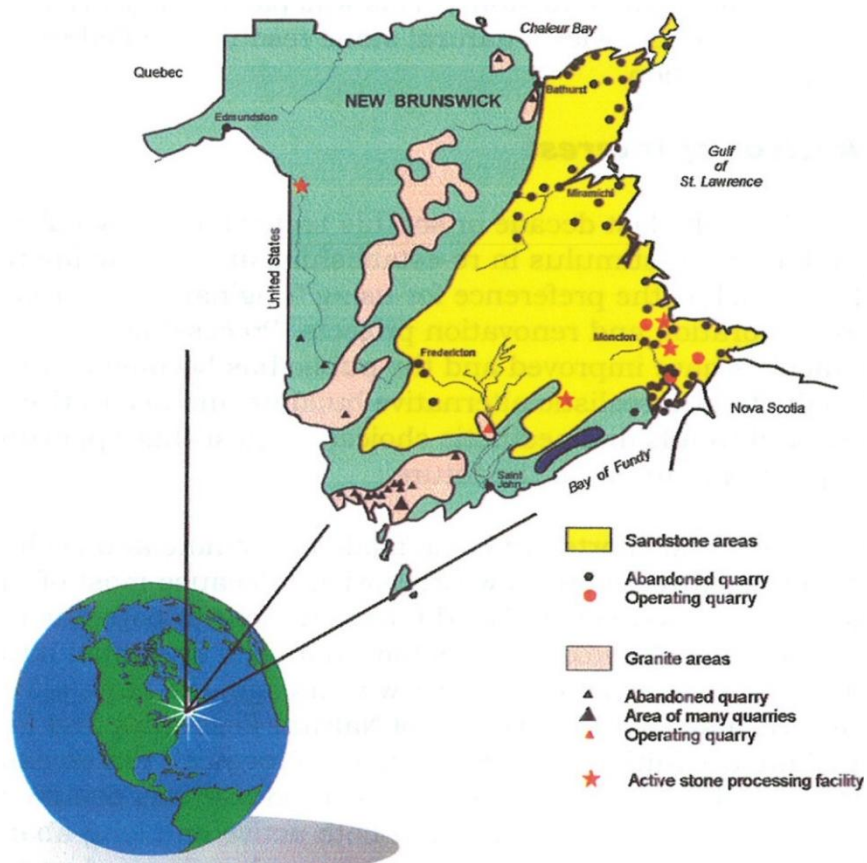 Chaleur Bay
Quebec
NEW BRUNSWICK
Bathurst
Edmundston
Gulf
of
St. Lawrence
Miramichi
United States
Moncton
Fredericton
Nova Scotia
Saint
John
Bay of Fundy
Sandstone areas
Abandoned quarry
Operating quarry
Granite areas
Abandoned quarry
Area of many quarries
Operating quarry
Active stone processing facility